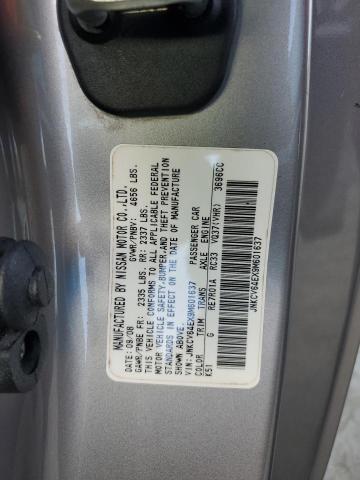 MANUFACTURED BY NISSAN MOTOR CO.,LTD.
DATE: 09/08 GVWR/PNBV: 4656 LBS.
GAWR/PNBE FR: 2335 LBS. RR: 2337 LBS.
THIS VEHICLE CONFORMS TO ALL APPLICABLE FEDERAL
MOTOR VEHICLE SAFETY,BUMPER,AND THEFT PREVENTION
STANDARDS IN EFFECT ON THE DATE OF MANUFACTURE
SHOWN ABOVE.
VIN:JNKCV64EX9M601637 PASSENGER CAR
COLOR TRIM TRANS AXLE ENGINE
K51 G RE7R01A RC33 VQ37(VHR) 3696CC
JNKCV64EX9M601637